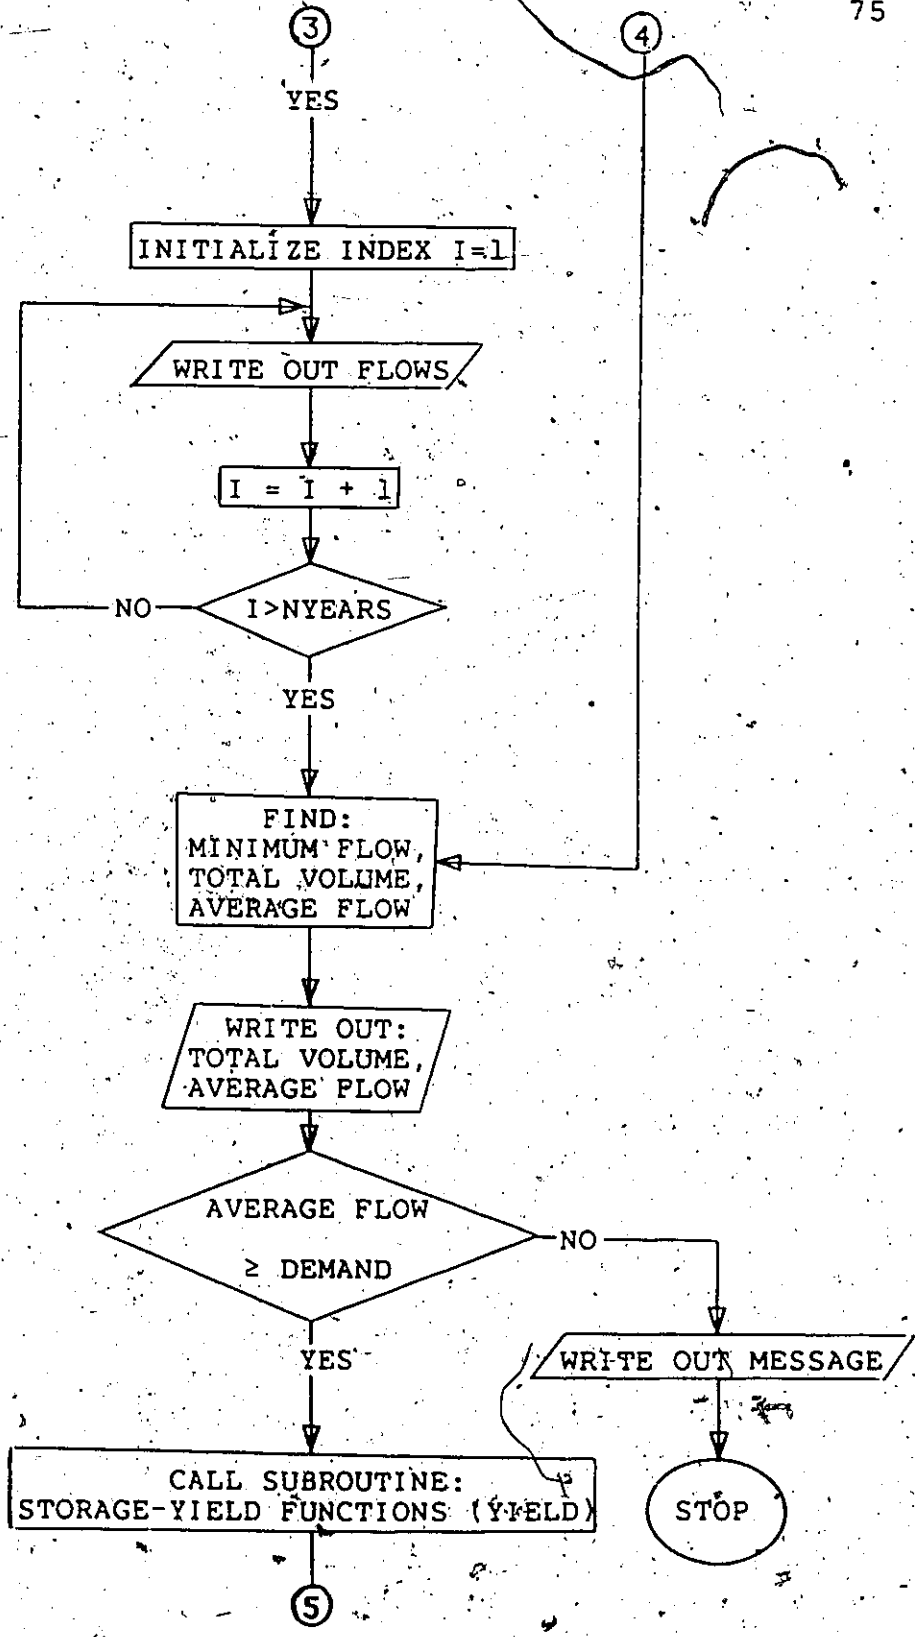 75
3
4
YES
INITIALIZE INDEX I=1
WRITE OUT FLOWS
I = I + 1
NO
I>NYEARS
YES
FIND:
MINIMUM FLOW,
TOTAL VOLUME,
AVERAGE FLOW
WRITE OUT:
TOTAL VOLUME,
AVERAGE FLOW
AVERAGE FLOW
≥ DEMAND
NO
YES
WRITE OUT MESSAGE
CALL SUBROUTINE:
STORAGE-YIELD FUNCTIONS (YIELD)
STOP
5